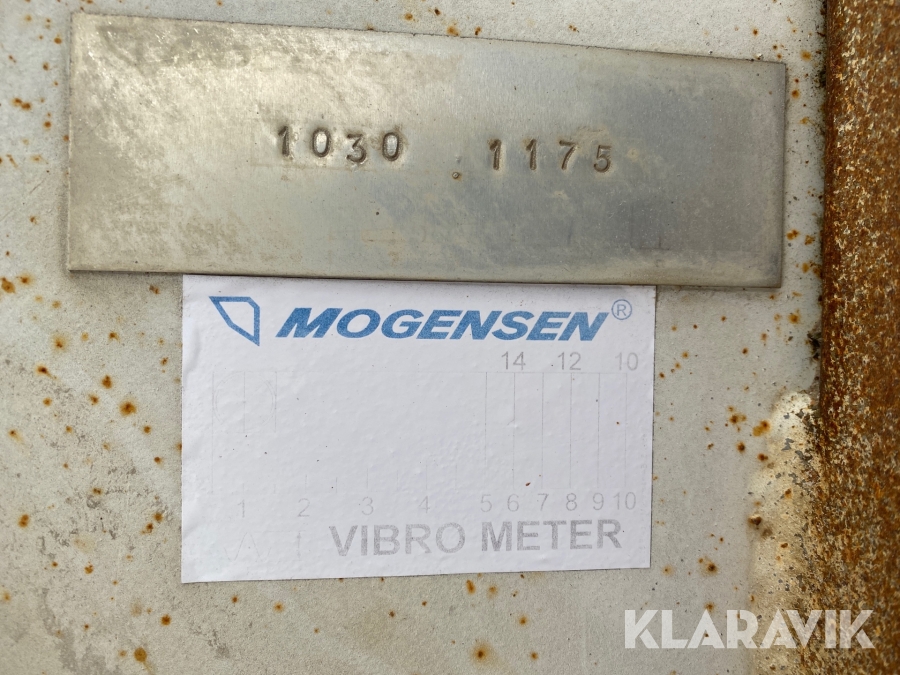 1030 1175
MOGENSEN®
14 12 10
1 2 3 4 5 6 7 8 9 10
VIBRO METER
KLARAVIK